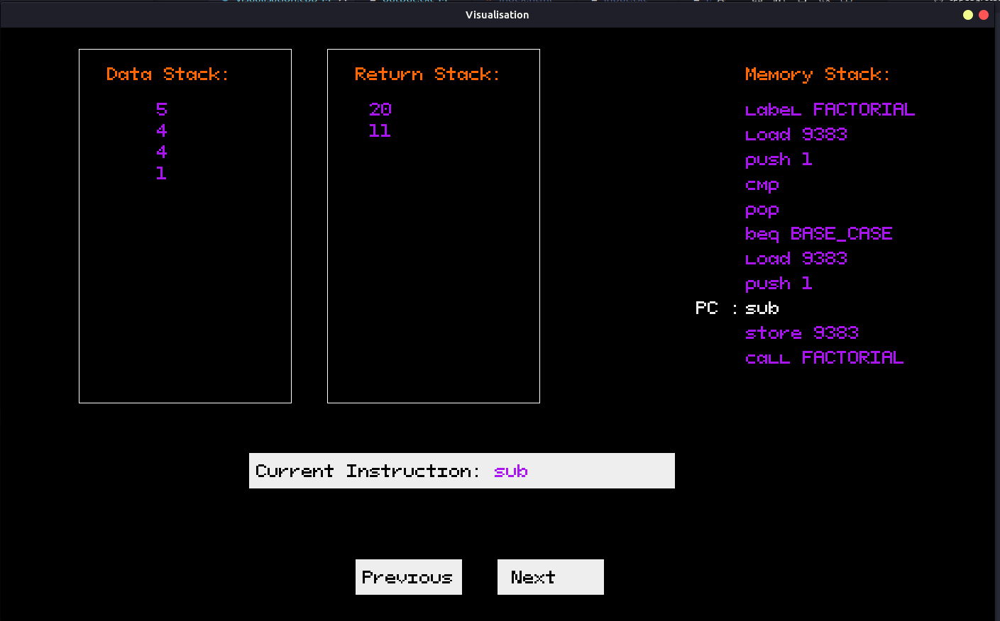 Visualisation
Data Stack:
5
4
4
1
Return Stack:
20
11
Memory Stack:
Label FACTORIAL
Load 9383
push 1
cmp
pop
beq BASE_CASE
Load 9383
push 1
PC : sub
store 9383
caLL FACTORIAL
Current Instruction: sub
Previous
Next